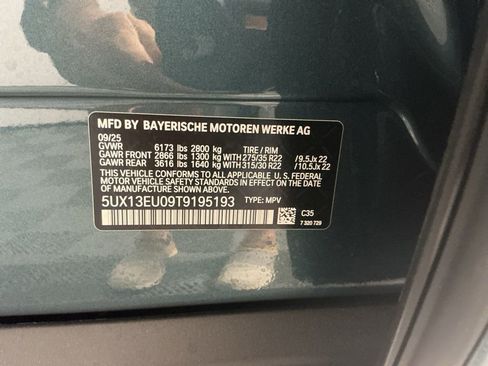 MFD BY BAYERISCHE MOTOREN WERKE AG
09/25
GVWR 6173 lbs 2800 kg TIRE / RIM
GAWR FRONT 2866 lbs 1300 kg WITH 275/35 R22 / 9.5Jx 22
GAWR REAR 3616 lbs 1640 kg WITH 315/30 R22 / 10.5Jx 22
THIS VEHICLE CONFORMS TO ALL APPLICABLE
U. S. FEDERAL MOTOR VEHICLE SAFETY
STANDARDS IN EFFECT ON THE DATE OF
MANUFACTURE SHOWN ABOVE.
5UX13EU09T9195193 TYPE: MPV
C35
7 320 729